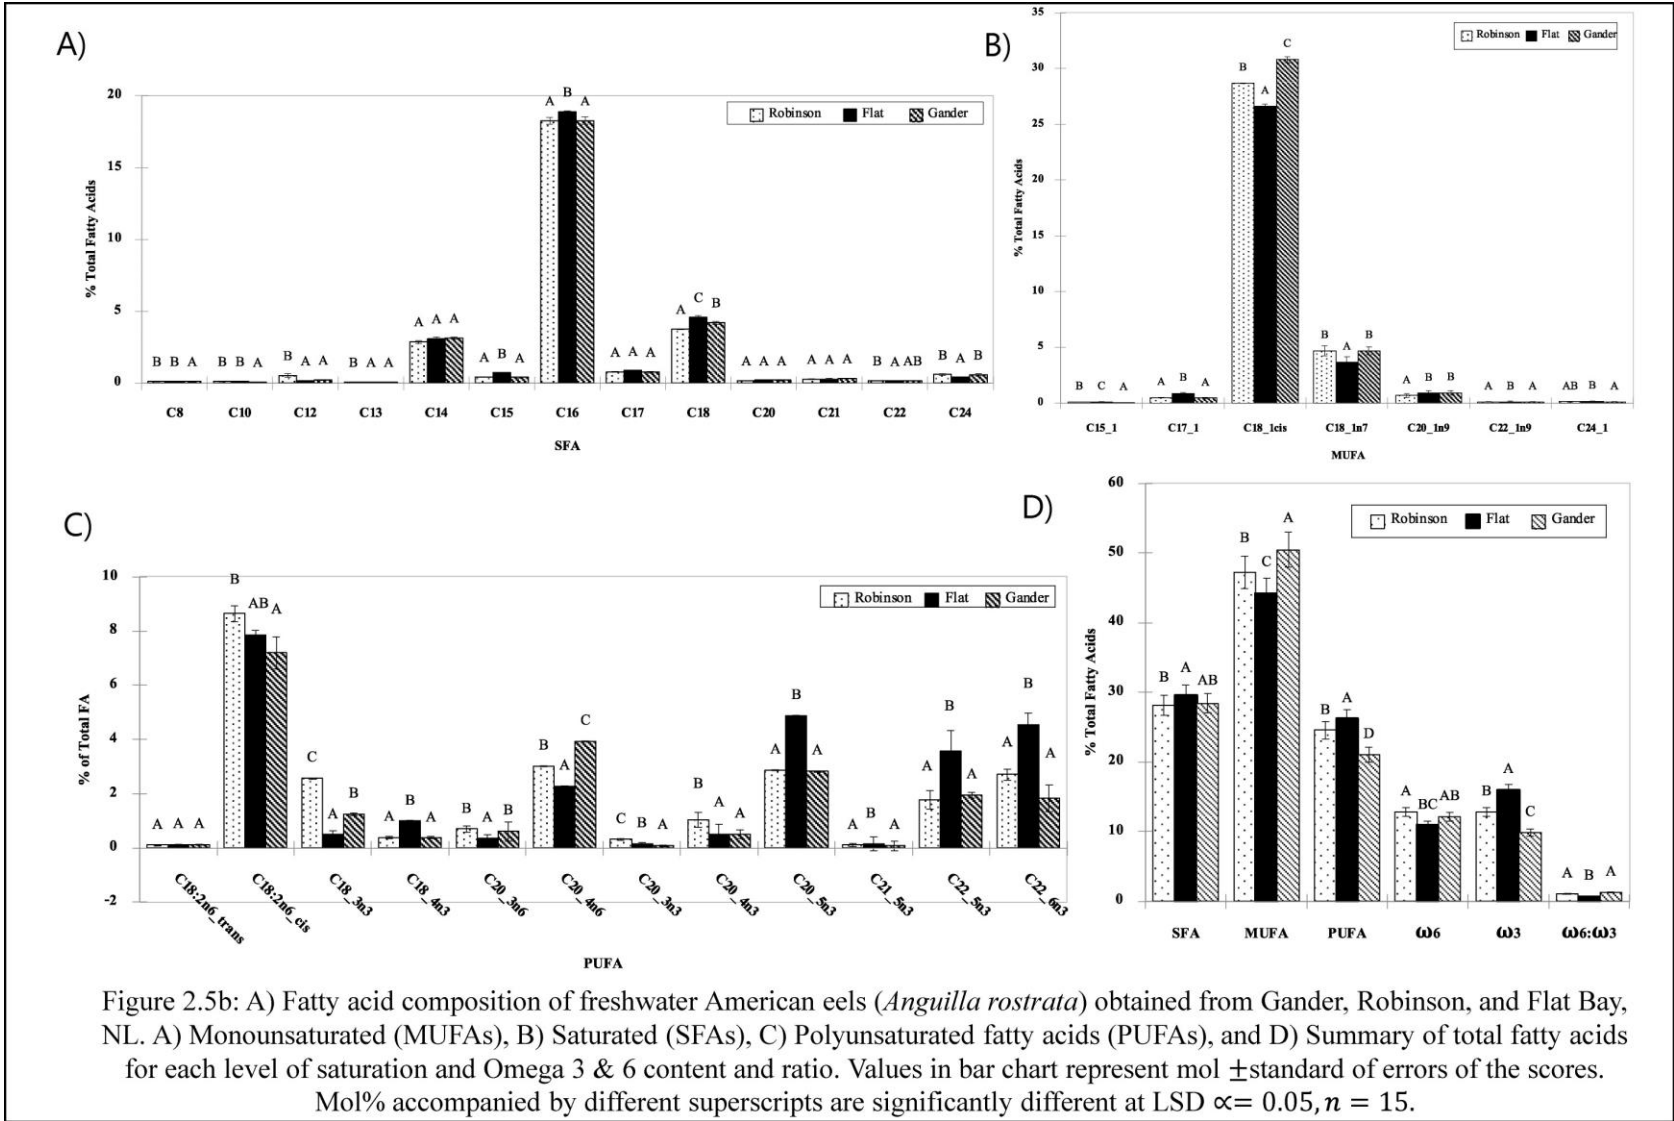 A)
% Total Fatty Acids
20
15
10
5
0
Robinson Flat Gander
B B A
B B A
B A A
B A A
A A A
A B A
A B A
A A A
A C B
A A A
A A A
B A AB
B A B
C8 C10 C12 C13 C14 C15 C16 C17 C18 C20 C21 C22 C24
SFA
B)
% Total Fatty Acids
35
30
25
20
15
10
5
0
Robinson Flat Gander
B C A
A B A
B A C
B A B
A B B
A B A
AB B A
C15_1 C17_1 C18_1cis C18_1n7 C20_1n9 C22_1n9 C24_1
MUFA
C)
% of Total FA
10
8
6
4
2
0
-2
Robinson Flat Gander
A A A
B AB A
C A B
A B A
B A B
B A C
C B A
B A A
A B A
A B A
A B A
A B A
C18:2n6_trans C18:2n6_cis C18_3n3 C18_4n3 C20_3n6 C20_4n6 C20_3n3 C20_4n3 C20_5n3 C21_5n3 C22_5n3 C22_6n3
PUFA
D)
% Total Fatty Acids
60
50
40
30
20
10
0
Robinson Flat Gander
B A AB
B C A
B A D
A BC AB
B A C
A B A
SFA MUFA PUFA ω6 ω3 ω6:ω3
Figure 2.5b: A) Fatty acid composition of freshwater American eels (Anguilla rostrata) obtained from Gander, Robinson, and Flat Bay,
NL. A) Monounsaturated (MUFAs), B) Saturated (SFAs), C) Polyunsaturated fatty acids (PUFAs), and D) Summary of total fatty acids
for each level of saturation and Omega 3 & 6 content and ratio. Values in bar chart represent mol ±standard of errors of the scores.
Mol% accompanied by different superscripts are significantly different at LSD ∝= 0.05, n = 15.